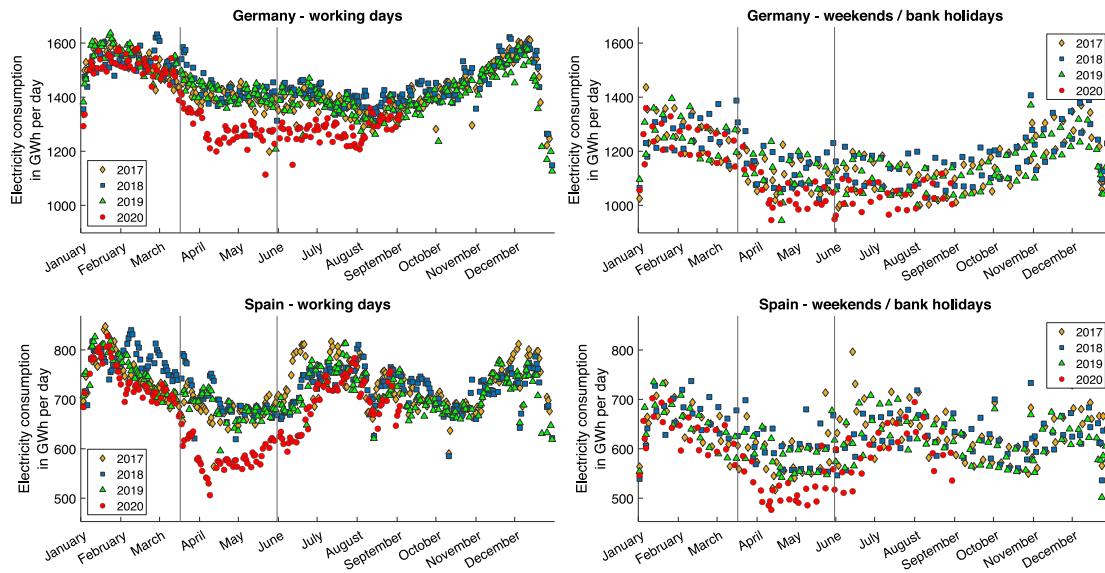 Germany - working days
Electricity consumption
in GWh per day
1600
1400
1200
1000
2017
2018
2019
2020
January
February
March
April
May
June
July
August
September
October
November
December
Germany - weekends / bank holidays
Electricity consumption
in GWh per day
1600
1400
1200
1000
2017
2018
2019
2020
January
February
March
April
May
June
July
August
September
October
November
December
Spain - working days
Electricity consumption
in GWh per day
800
700
600
500
2017
2018
2019
2020
January
February
March
April
May
June
July
August
September
October
November
December
Spain - weekends / bank holidays
Electricity consumption
in GWh per day
800
700
600
500
2017
2018
2019
2020
January
February
March
April
May
June
July
August
September
October
November
December